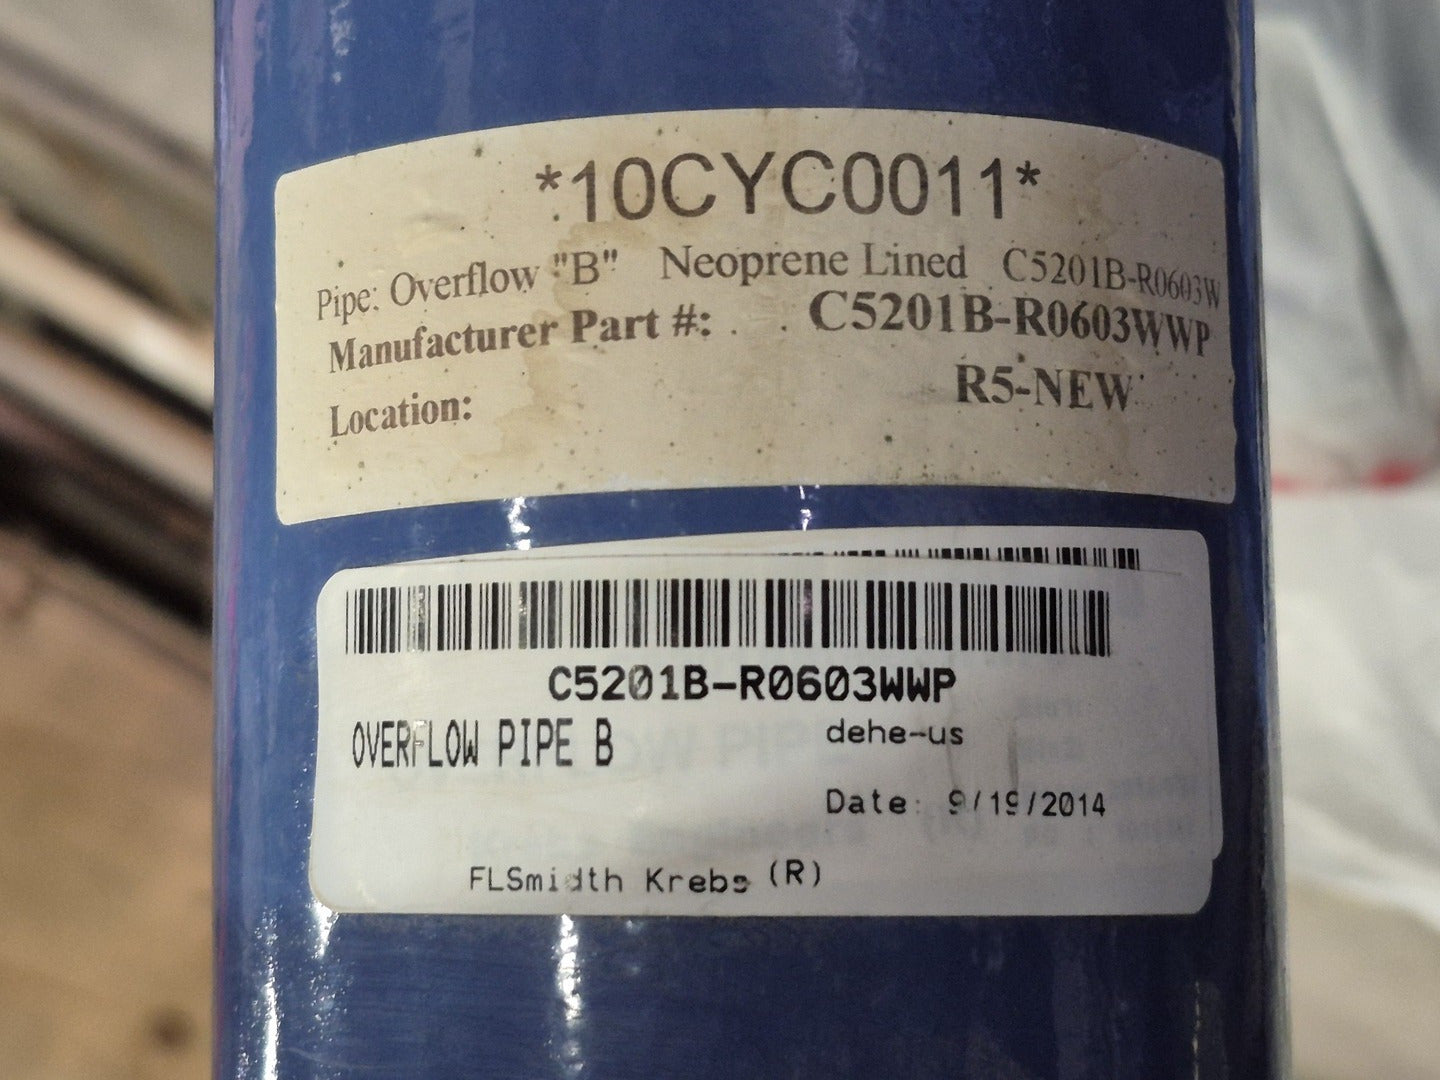 *10CYC0011*
Pipe: Overflow "B" Neoprene Lined C5201B-R0603W
Manufacturer Part #: C5201B-R0603WWP
Location: R5-NEW
C5201B-R0603WWP
OVERFLOW PIPE B dehe-us
Date: 9/19/2014
FLSmidth Krebs (R)